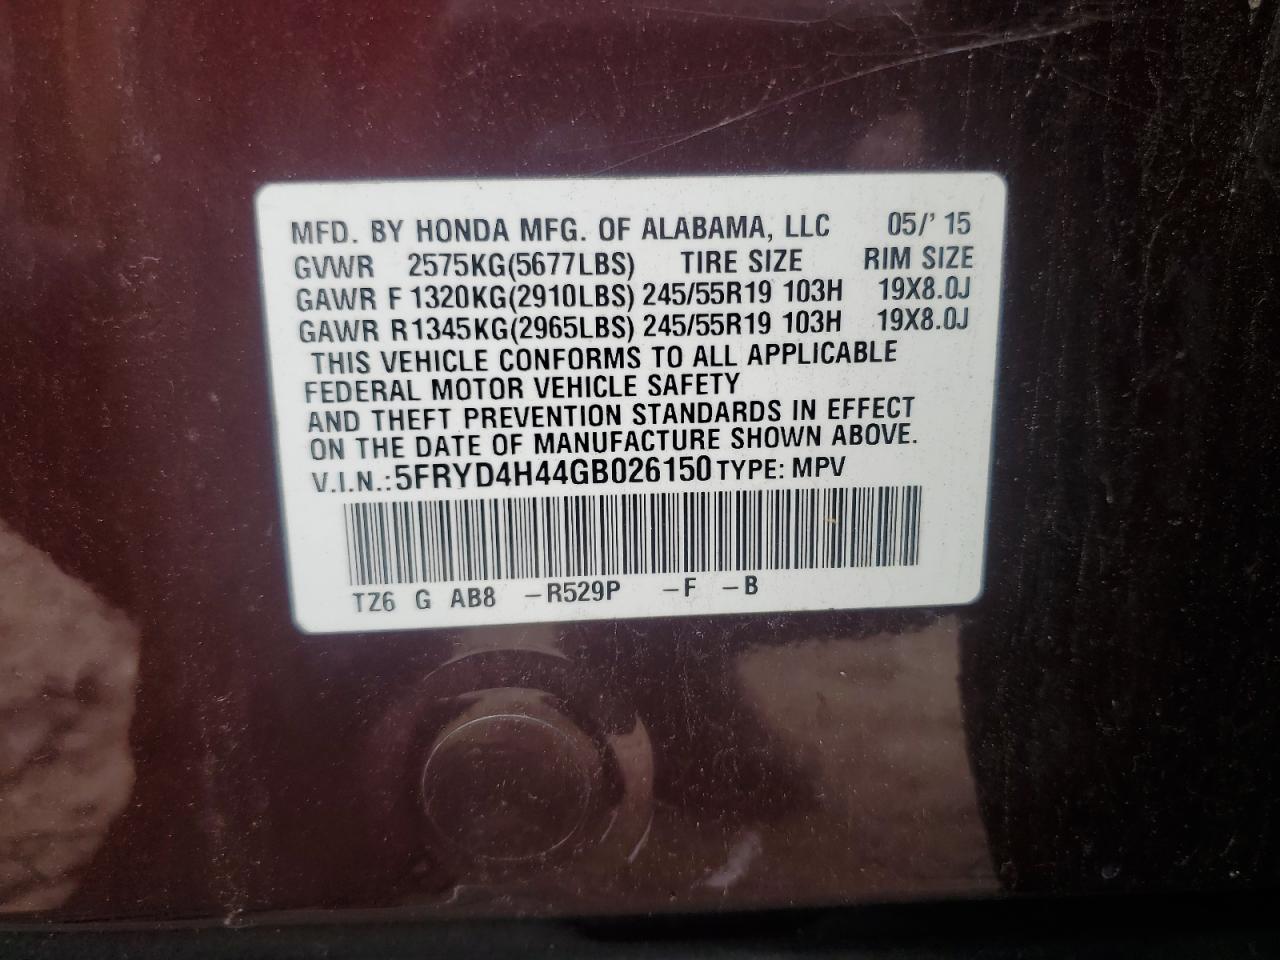 MFD. BY HONDA MFG. OF ALABAMA, LLC 05/' 15
GVWR 2575KG(5677LBS) TIRE SIZE RIM SIZE
GAWR F 1320KG(2910LBS) 245/55R19 103H 19X8.0J
GAWR R1345KG(2965LBS) 245/55R19 103H 19X8.0J
THIS VEHICLE CONFORMS TO ALL APPLICABLE
FEDERAL MOTOR VEHICLE SAFETY
AND THEFT PREVENTION STANDARDS IN EFFECT
ON THE DATE OF MANUFACTURE SHOWN ABOVE.
V.I.N.:5FRYD4H44GB026150 TYPE: MPV
TZ6 G AB8 -R529P -F -B